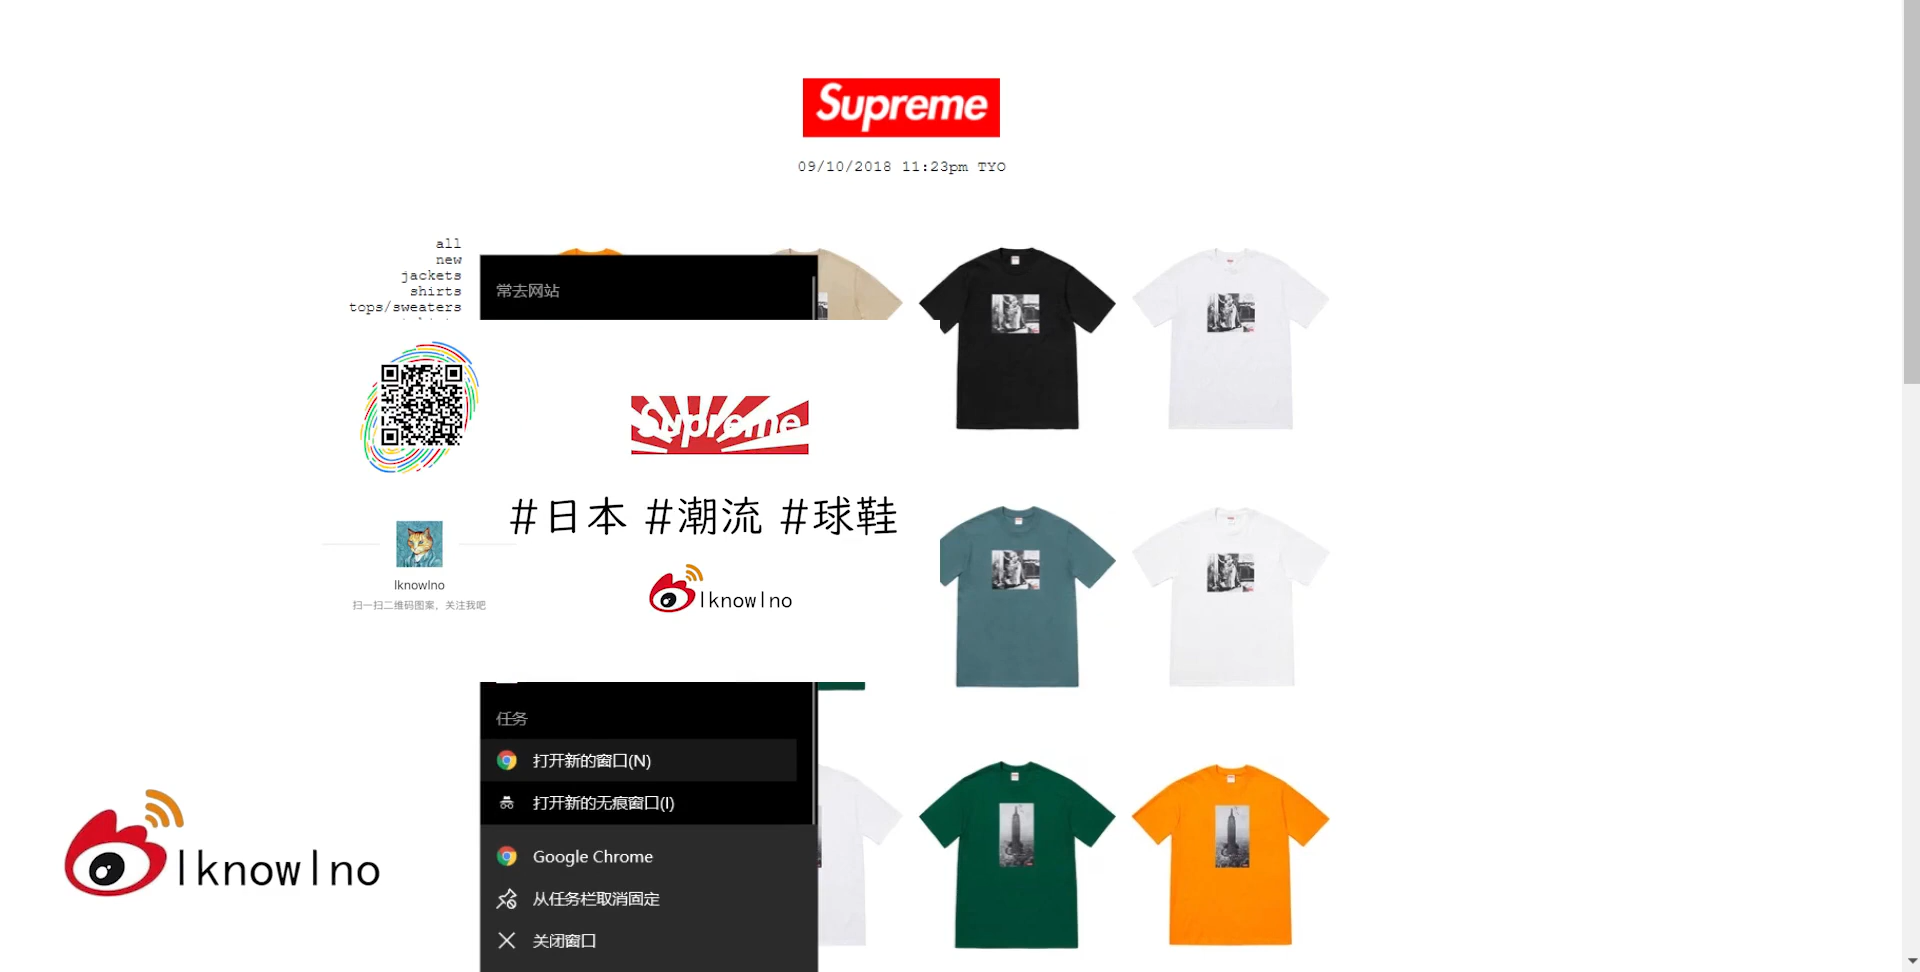 Supreme
09/10/2018 11:23pm TYO
all
new
jackets
shirts
tops/sweaters
常去网站
Supreme
#日本 #潮流 #球鞋
IknowIno
IknowIno
扫一扫二维码图案，关注我吧
任务
打开新的窗口(N)
打开新的无痕窗口(I)
Google Chrome
从任务栏取消固定
关闭窗口
IknowIno